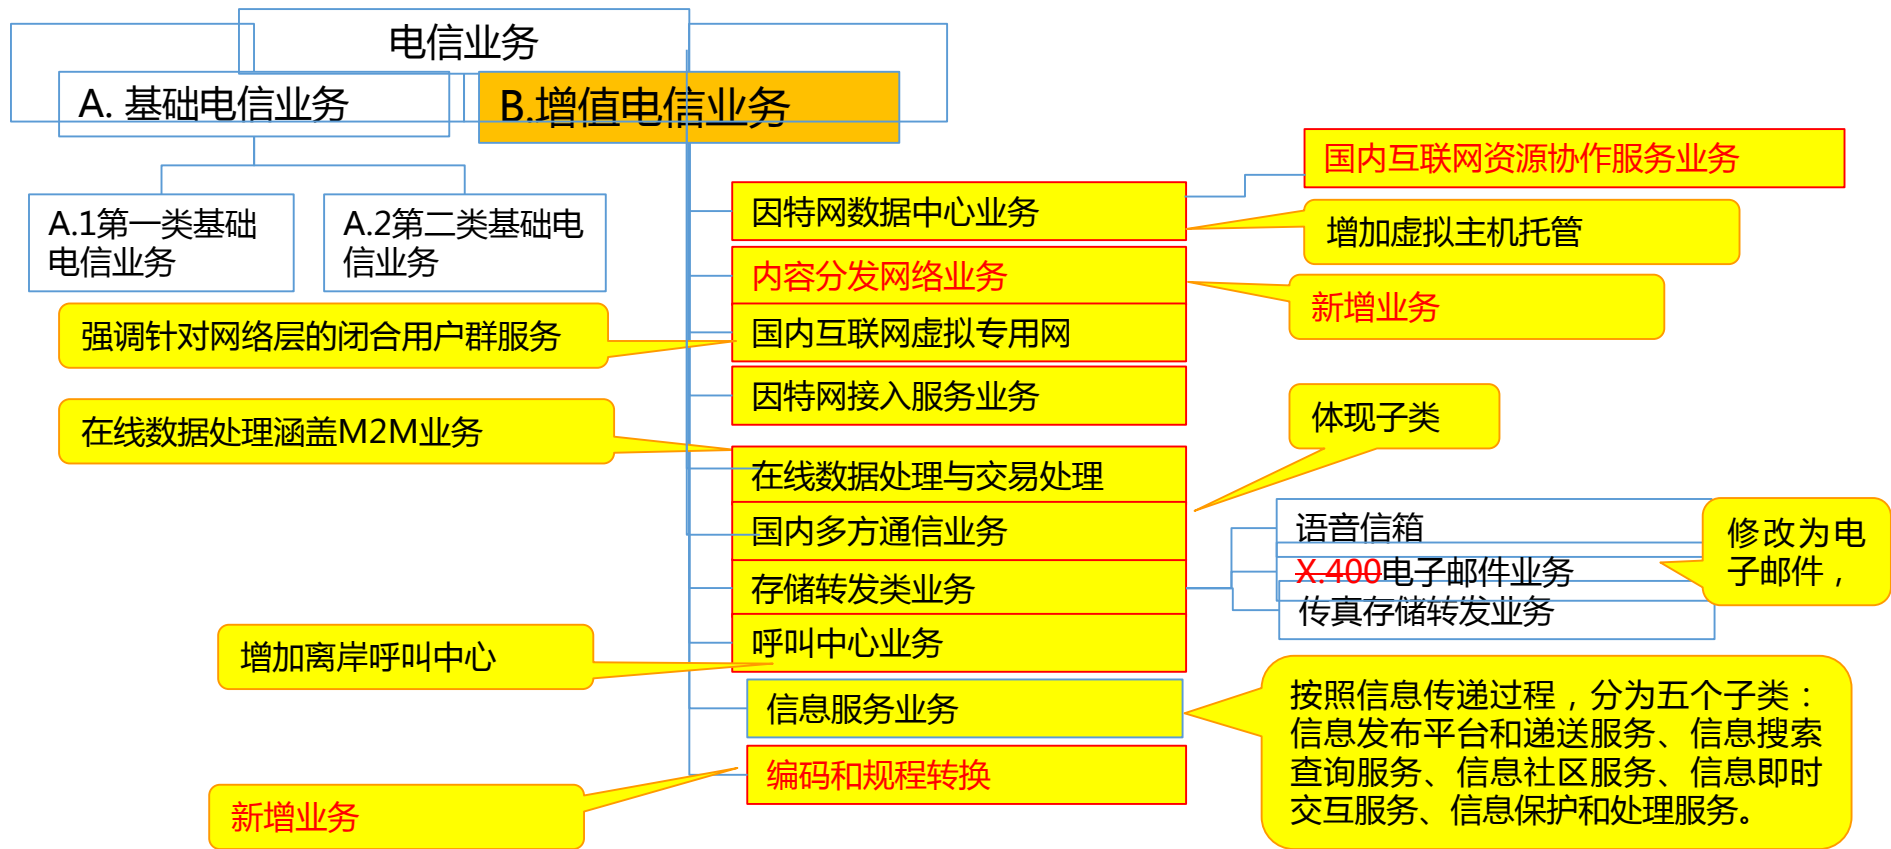 电信业务
A. 基础电信业务
B.增值电信业务
A.1第一类基础
电信业务
A.2第二类基础电
信业务
国内互联网资源协作服务业务
因特网数据中心业务
增加虚拟主机托管
内容分发网络业务
新增业务
强调针对网络层的闭合用户群服务
国内互联网虚拟专用网
因特网接入服务业务
体现子类
在线数据处理涵盖M2M业务
在线数据处理与交易处理
国内多方通信业务
语音信箱
修改为电
子邮件，
X.400电子邮件业务
存储转发类业务
传真存储转发业务
呼叫中心业务
增加离岸呼叫中心
信息服务业务
按照信息传递过程，分为五个子类：
信息发布平台和递送服务、信息搜索
查询服务、信息社区服务、信息即时
交互服务、信息保护和处理服务。
编码和规程转换
新增业务